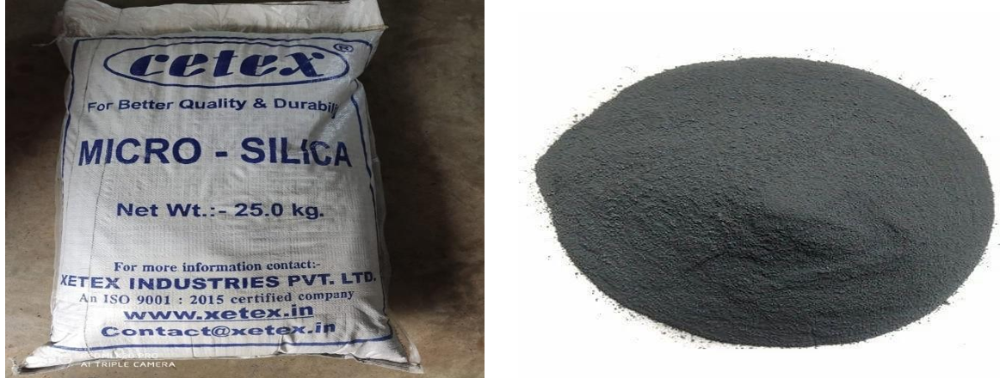 cetex®
For Better Quality & Durabili
MICRO - SILICA
Net Wt.:- 25.0 kg.
For more information contact:-
XETEX INDUSTRIES PVT. LTD.
An ISO 9001 : 2015 certified company
www.xetex.in
Contact@xetex.in
AI TRIPLE CAMERA